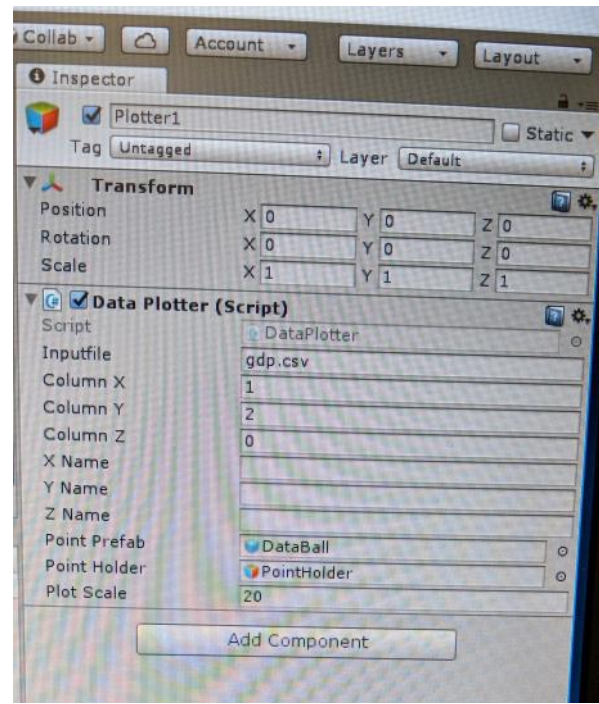 Collab Account Layers Layout
Inspector
Plotter1 Static
Tag Untagged Layer Default
Transform
Position X 0 Y 0 Z 0
Rotation X 0 Y 0 Z 0
Scale X 1 Y 1 Z 1
Data Plotter (Script)
Script DataPlotter
Inputfile gdp.csv
Column X 1
Column Y 2
Column Z 0
X Name
Y Name
Z Name
Point Prefab DataBall
Point Holder PointHolder
Plot Scale 20
Add Component